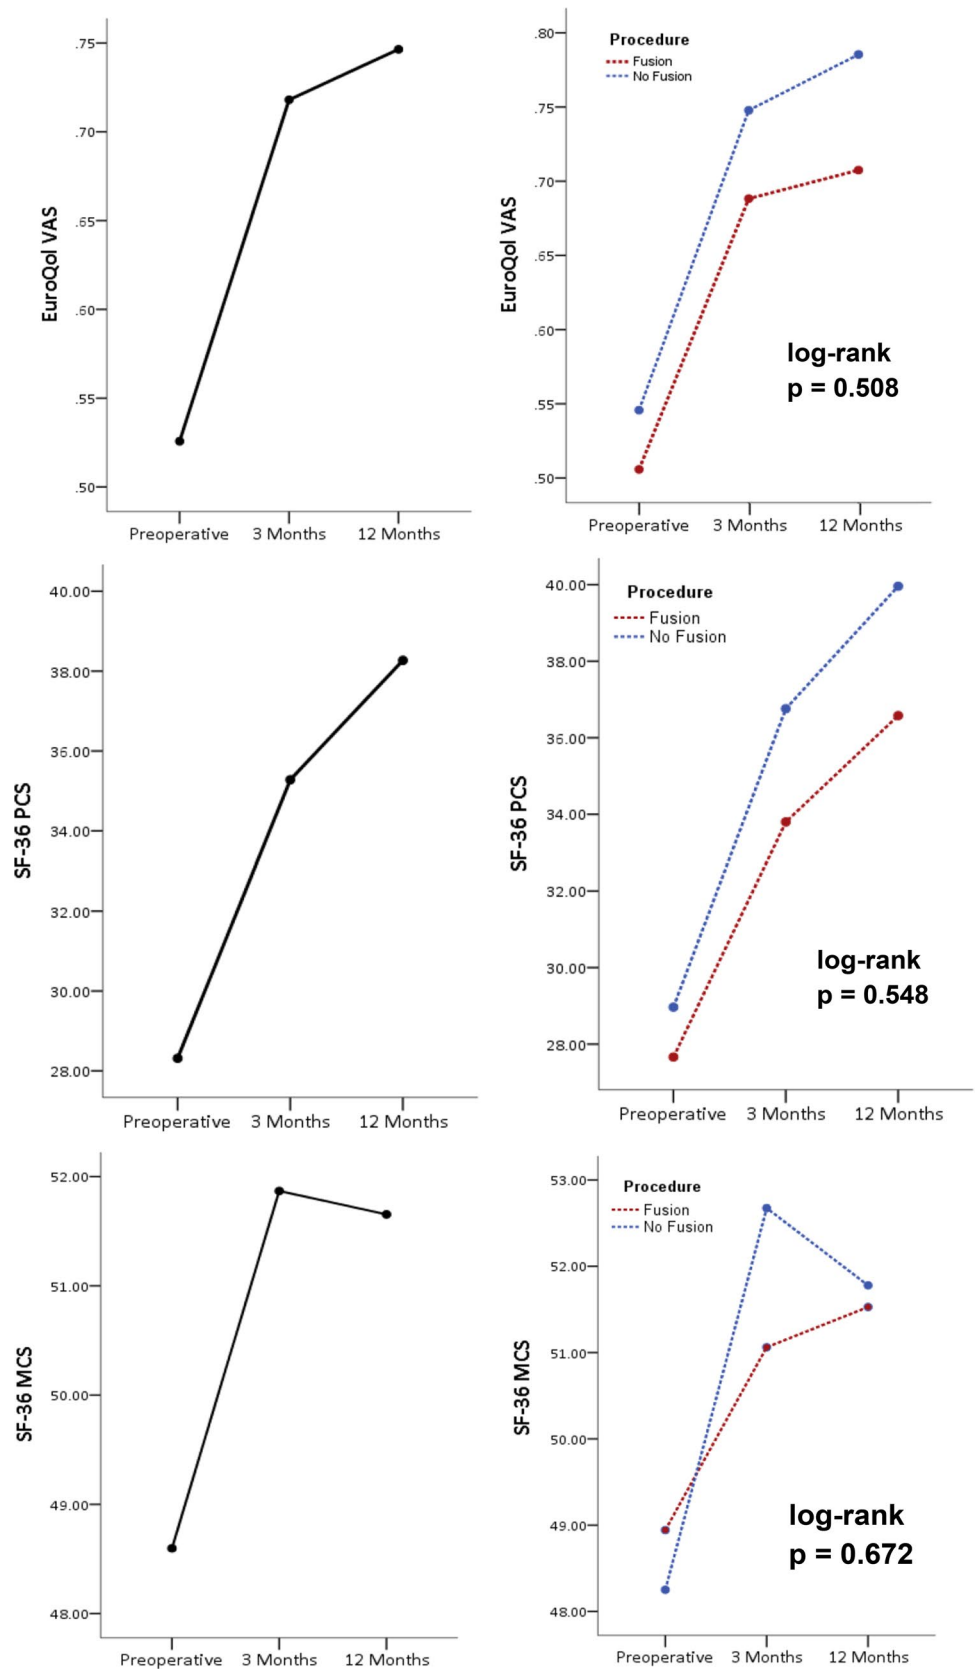 EuroQol VAS
.75
.70
.65
.60
.55
.50
Preoperative 3 Months 12 Months
EuroQol VAS
.80
.75
.70
.65
.60
.55
.50
Procedure
Fusion
No Fusion
log-rank
p = 0.508
Preoperative 3 Months 12 Months
SF-36 PCS
40.00
38.00
36.00
34.00
32.00
30.00
28.00
Preoperative 3 Months 12 Months
SF-36 PCS
40.00
38.00
36.00
34.00
32.00
30.00
28.00
Procedure
Fusion
No Fusion
log-rank
p = 0.548
Preoperative 3 Months 12 Months
SF-36 MCS
52.00
51.00
50.00
49.00
48.00
Preoperative 3 Months 12 Months
SF-36 MCS
53.00
52.00
51.00
50.00
49.00
48.00
Procedure
Fusion
No Fusion
log-rank
p = 0.672
Preoperative 3 Months 12 Months